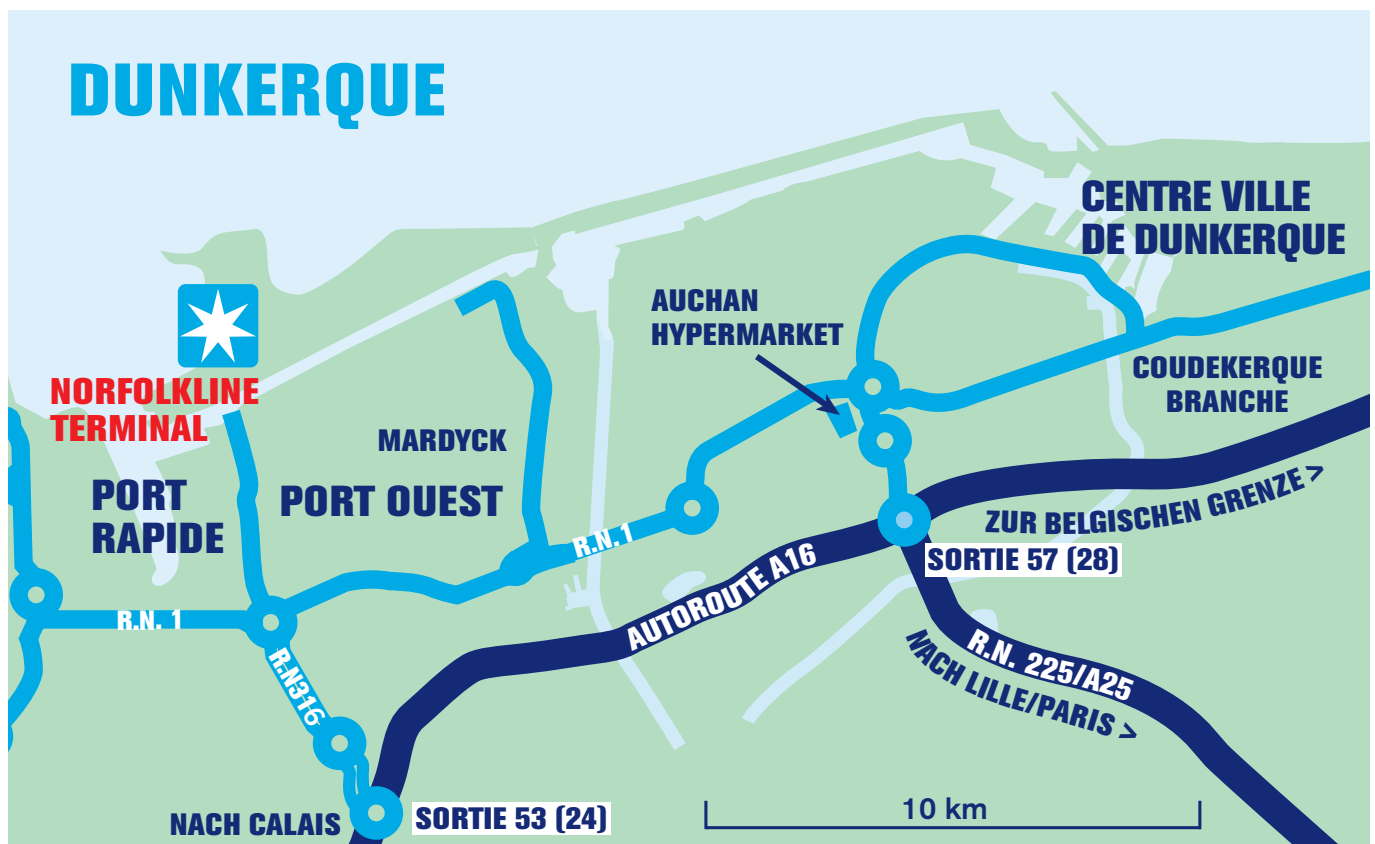 DUNKERQUE
CENTRE VILLE
DE DUNKERQUE
AUCHAN
HYPERMARKET
COUDEKERQUE
BRANCHE
NORFOLKLINE
TERMINAL
MARDYCK
PORT
RAPIDE
PORT OUEST
ZUR BELGISCHEN GRENZE >
R.N. 1
AUTOROUTE A16
SORTIE 57 (28)
R.N. 1
R.N316
R.N. 225/A25
NACH LILLE/PARIS >
NACH CALAIS
SORTIE 53 (24)
10 km